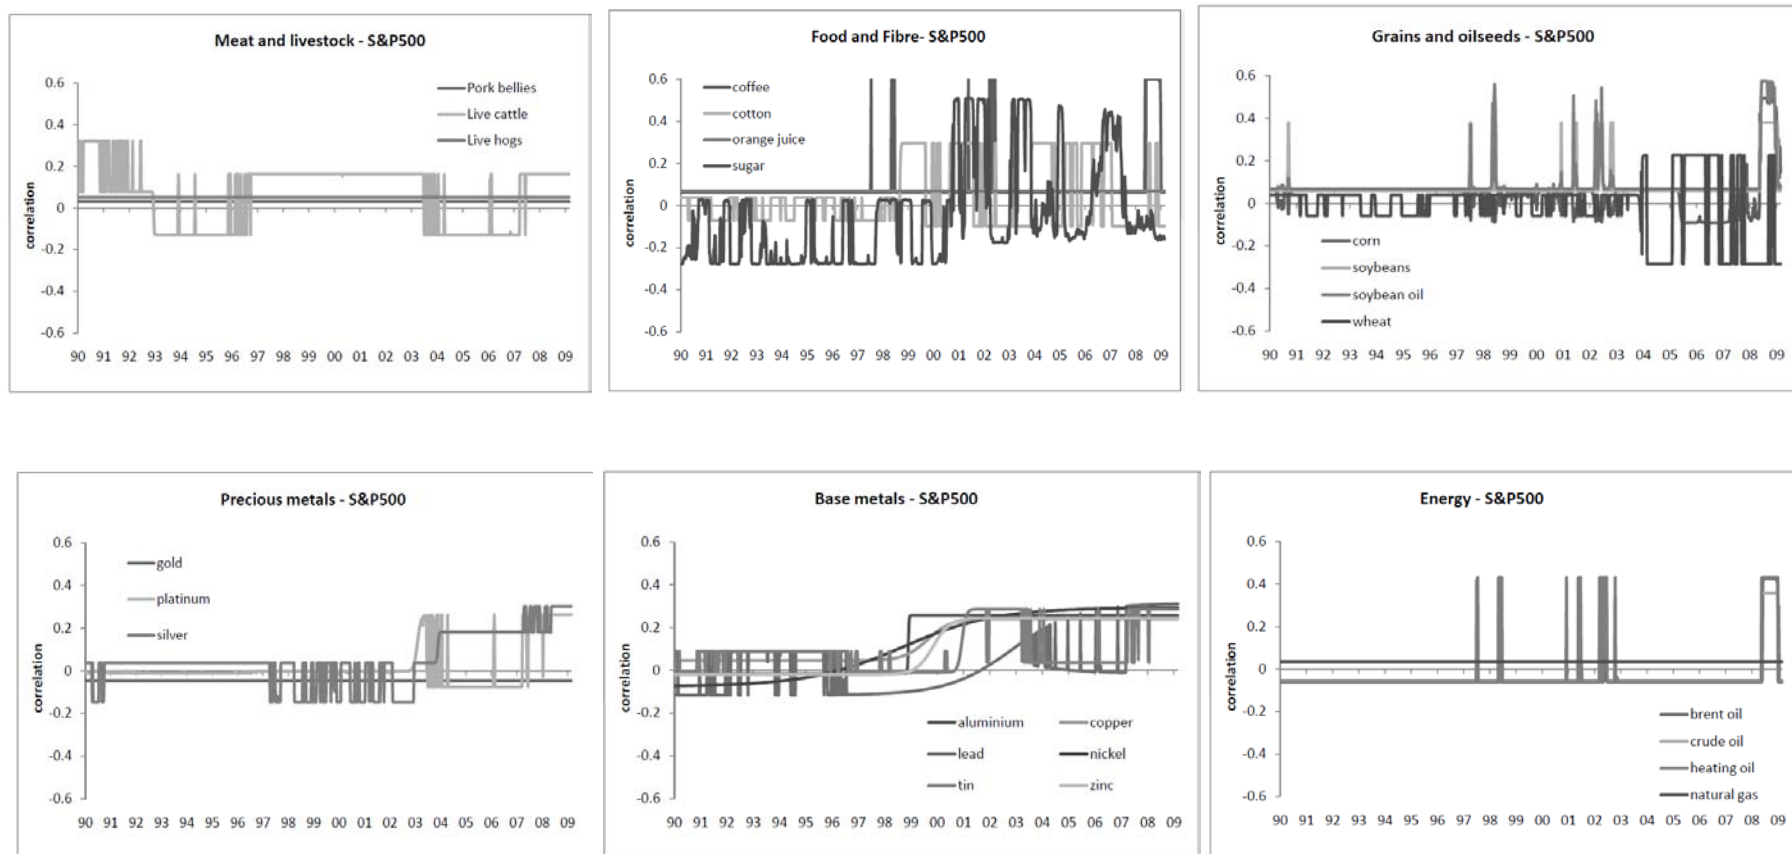 Meat and livestock - S&P500
0.6
0.4
0.2
0
-0.2
-0.4
-0.6
correlation
Pork bellies
Live cattle
Live hogs
90 91 92 93 94 95 96 97 98 99 00 01 02 03 04 05 06 07 08 09
Food and Fibre- S&P500
0.6
0.4
0.2
0
-0.2
-0.4
-0.6
correlation
coffee
cotton
orange juice
sugar
90 91 92 93 94 95 96 97 98 99 00 01 02 03 04 05 06 07 08 09
Grains and oilseeds - S&P500
0.6
0.4
0.2
0
-0.2
-0.4
-0.6
correlation
corn
soybeans
soybean oil
wheat
90 91 92 93 94 95 96 97 98 99 00 01 02 03 04 05 06 07 08 09
Precious metals - S&P500
0.6
0.4
0.2
0
-0.2
-0.4
-0.6
correlation
gold
platinum
silver
90 91 92 93 94 95 96 97 98 99 00 01 02 03 04 05 06 07 08 09
Base metals - S&P500
0.6
0.4
0.2
0
-0.2
-0.4
-0.6
correlation
aluminium copper
lead nickel
tin zinc
90 91 92 93 94 95 96 97 98 99 00 01 02 03 04 05 06 07 08 09
Energy - S&P500
0.6
0.4
0.2
0
-0.2
-0.4
-0.6
correlation
brent oil
crude oil
heating oil
natural gas
90 91 92 93 94 95 96 97 98 99 00 01 02 03 04 05 06 07 08 09